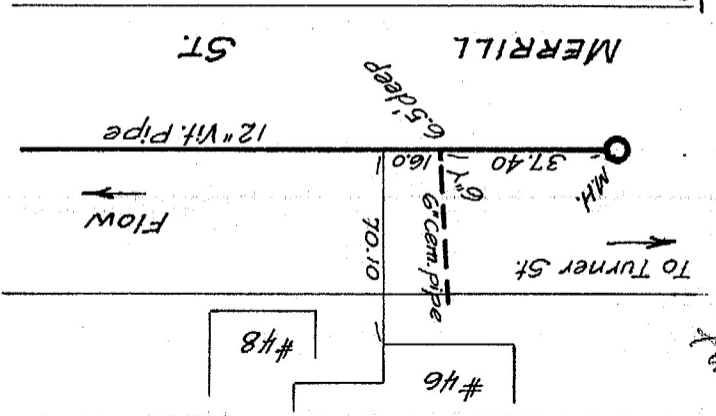 #46
#48
To Turner St.
6" Cem. pipe
70.10
Flow
M.H.
6" Y
37.40
16.0
12" Vit. Pipe
6.5' deep
MERRILL ST.